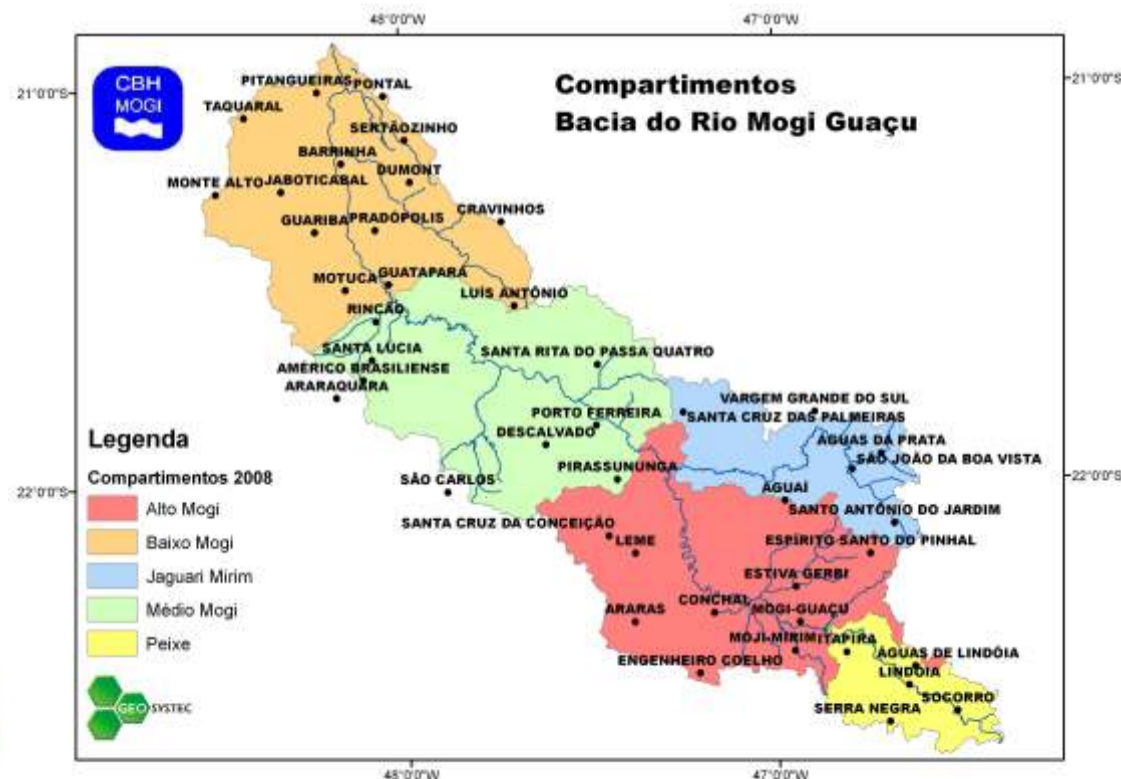 48°0'0"W
47°0'0"W
CBH
MOGI
Compartimentos
Bacia do Rio Mogi Guaçu
21°0'0"S
21°0'0"S
PITANGUEIRAS
PONTAL
TAQUARAL
SERTÃOZINHO
BARRINHA
DUMONT
MONTE ALTO
JABOTICABAL
CRAVINHOS
GUARIBA
PRADÓPOLIS
MOTUCA
GUATAPARÁ
LUÍS ANTÔNIO
RINCÃO
SANTA LÚCIA
SANTA RITA DO PASSA QUATRO
AMÉRICO BRASILIENSE
ARARAQUARA
VARGEM GRANDE DO SUL
PORTO FERREIRA
SANTA CRUZ DAS PALMEIRAS
DESCALVADO
ÁGUAS DA PRATA
PIRASSUNUNGA
SÃO JOÃO DA BOA VISTA
SÃO CARLOS
AGUAÍ
22°0'0"S
22°0'0"S
SANTO ANTÔNIO DO JARDIM
SANTA CRUZ DA CONCEIÇÃO
LEME
ESPÍRITO SANTO DO PINHAL
ESTIVA GERBI
ARARAS
CONCHAL
MOGI-GUAÇU
MOJI-MIRIM
ITAPIRA
ENGENHEIRO COELHO
ÁGUAS DE LINDÓIA
LINDÓIA
SOCORRO
SERRA NEGRA
Legenda
Compartimentos 2008
Alto Mogi
Baixo Mogi
Jaguari Mirim
Médio Mogi
Peixe
GEO SYSTEC
48°0'0"W
47°0'0"W